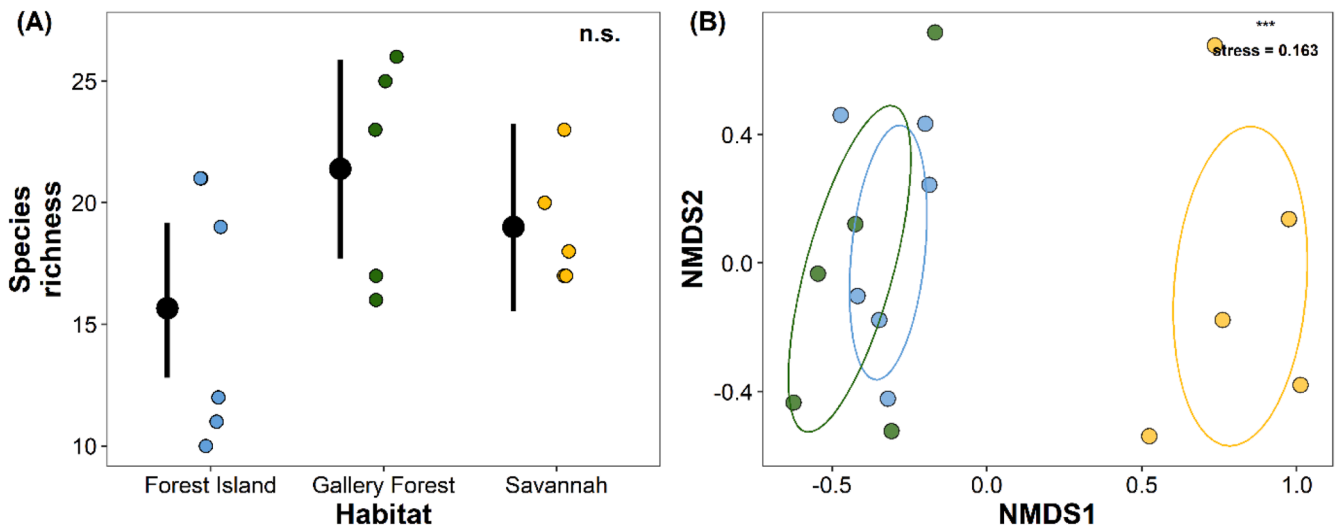 (A)
n.s.
25
20
15
10
Species
richness
Forest Island
Gallery Forest
Savannah
Habitat
(B)
***
stress = 0.163
0.4
0.0
-0.4
NMDS2
-0.5
0.0
0.5
1.0
NMDS1